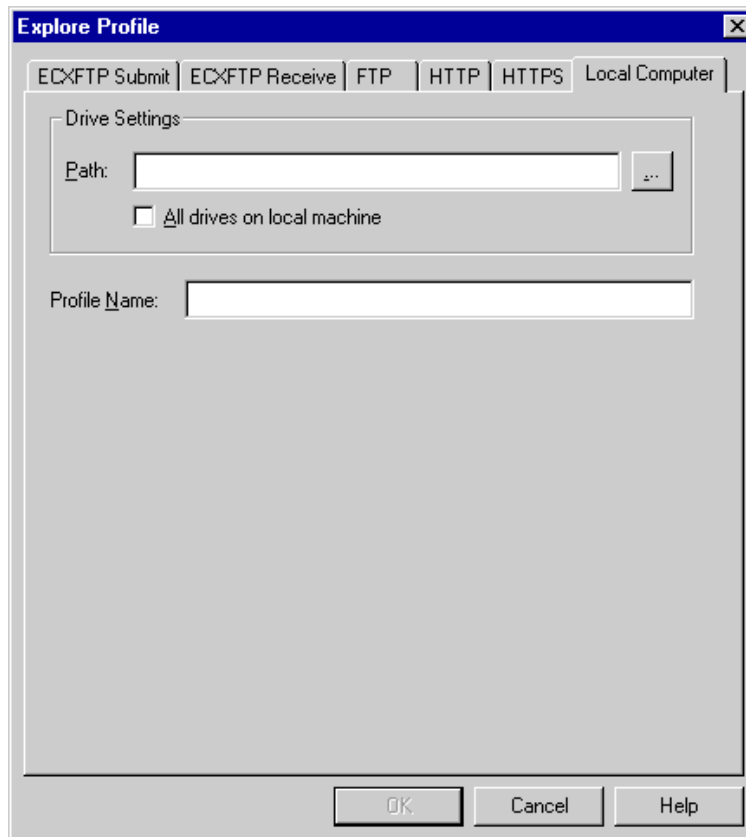 Explore Profile
ECXFTP Submit ECXFTP Receive FTP HTTP HTTPS Local Computer
Drive Settings
Path: ...
All drives on local machine
Profile Name:
OK Cancel Help